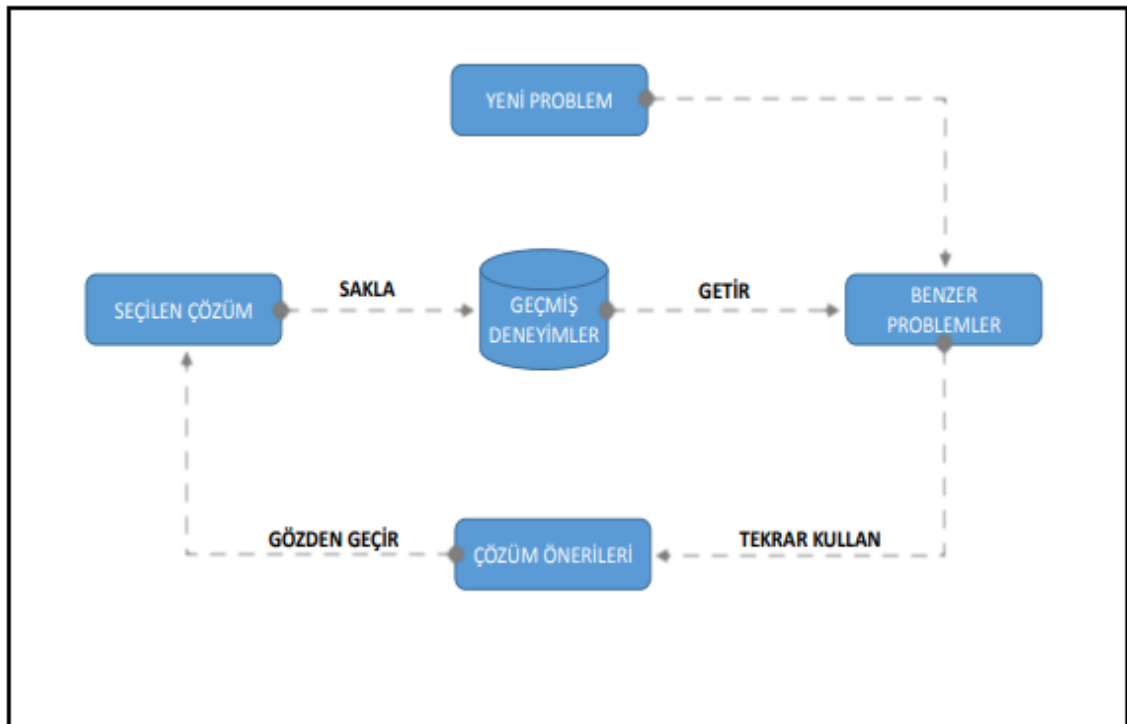 YENİ PROBLEM
SEÇİLEN ÇÖZÜM
SAKLA
GEÇMİŞ
DENEYİMLER
GETİR
BENZER
PROBLEMLER
GÖZDEN GEÇİR
ÇÖZÜM ÖNERİLERİ
TEKRAR KULLAN